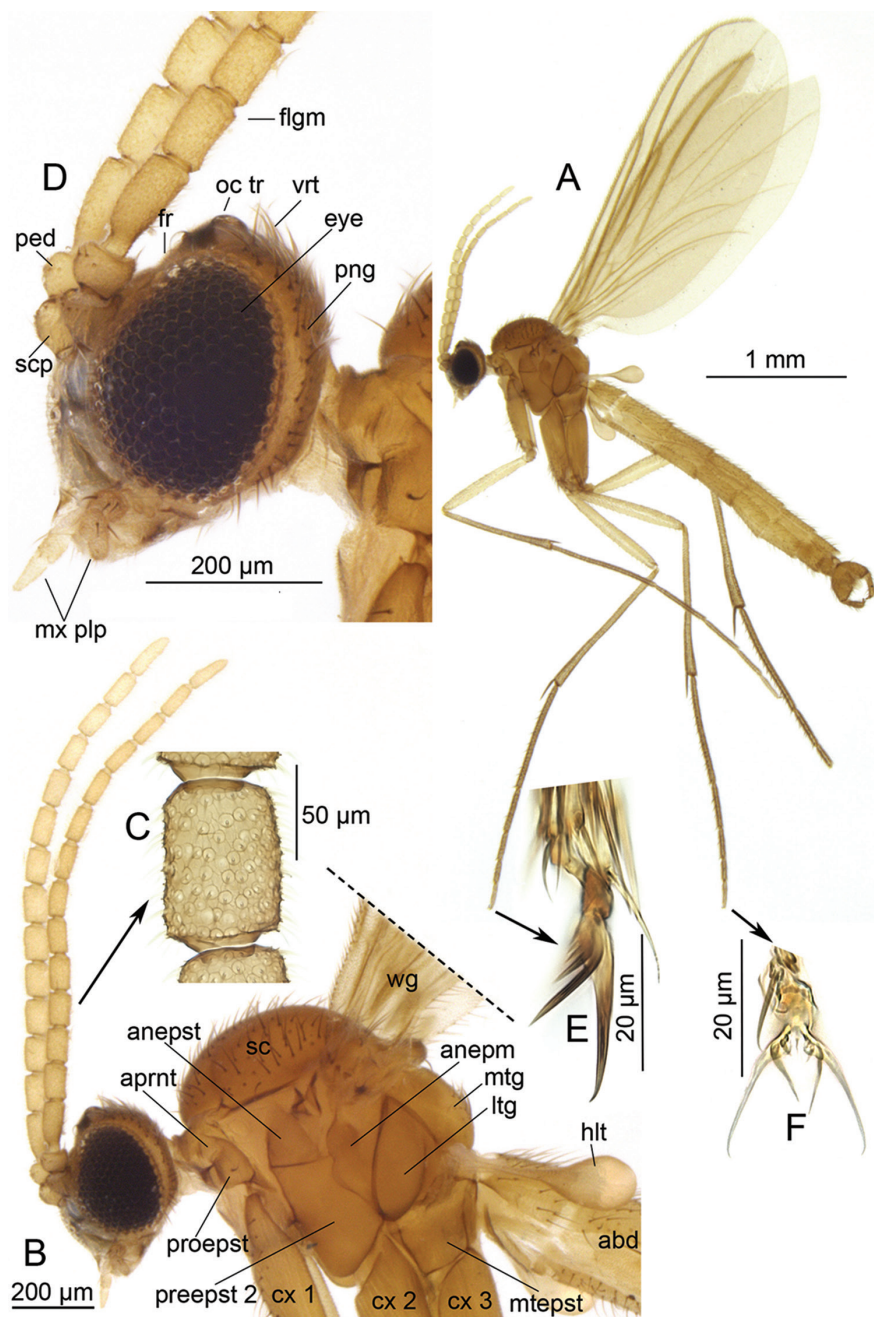 flgm
D
A
oc tr
vrt
fr
eye
ped
png
scp
1 mm
200 µm
mx plp
C
50 µm
wg
anepst
sc
anepm
E
20 µm
20 µm
aprnt
mtg
ltg
F
hlt
proepst
abd
B
preepst 2
cx 1
cx 2
cx 3
mtepst
200 µm